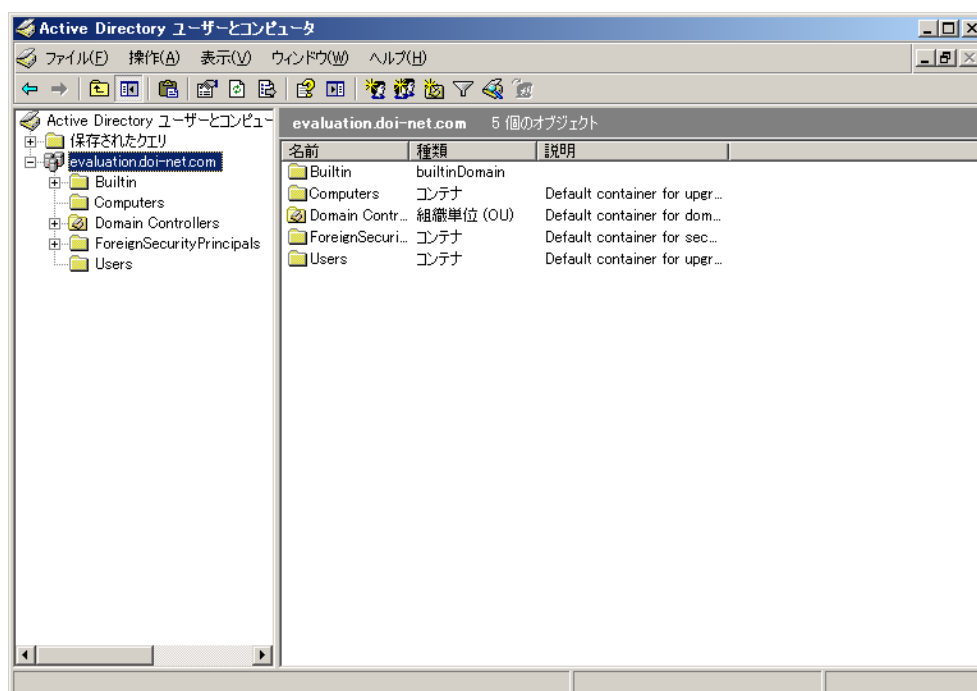 Active Directory ユーザーとコンピュータ
ファイル(F) 操作(A) 表示(V) ウィンドウ(W) ヘルプ(H)
Active Directory ユーザーとコンピュー
保存されたクエリ
evaluation.doi-net.com
Builtin
Computers
Domain Controllers
ForeignSecurityPrincipals
Users
evaluation.doi-net.com 5 個のオブジェクト
名前 種類 説明
Builtin builtinDomain
Computers コンテナ Default container for upgr...
Domain Contr... 組織単位 (OU) Default container for dom...
ForeignSecuri... コンテナ Default container for sec...
Users コンテナ Default container for upgr...